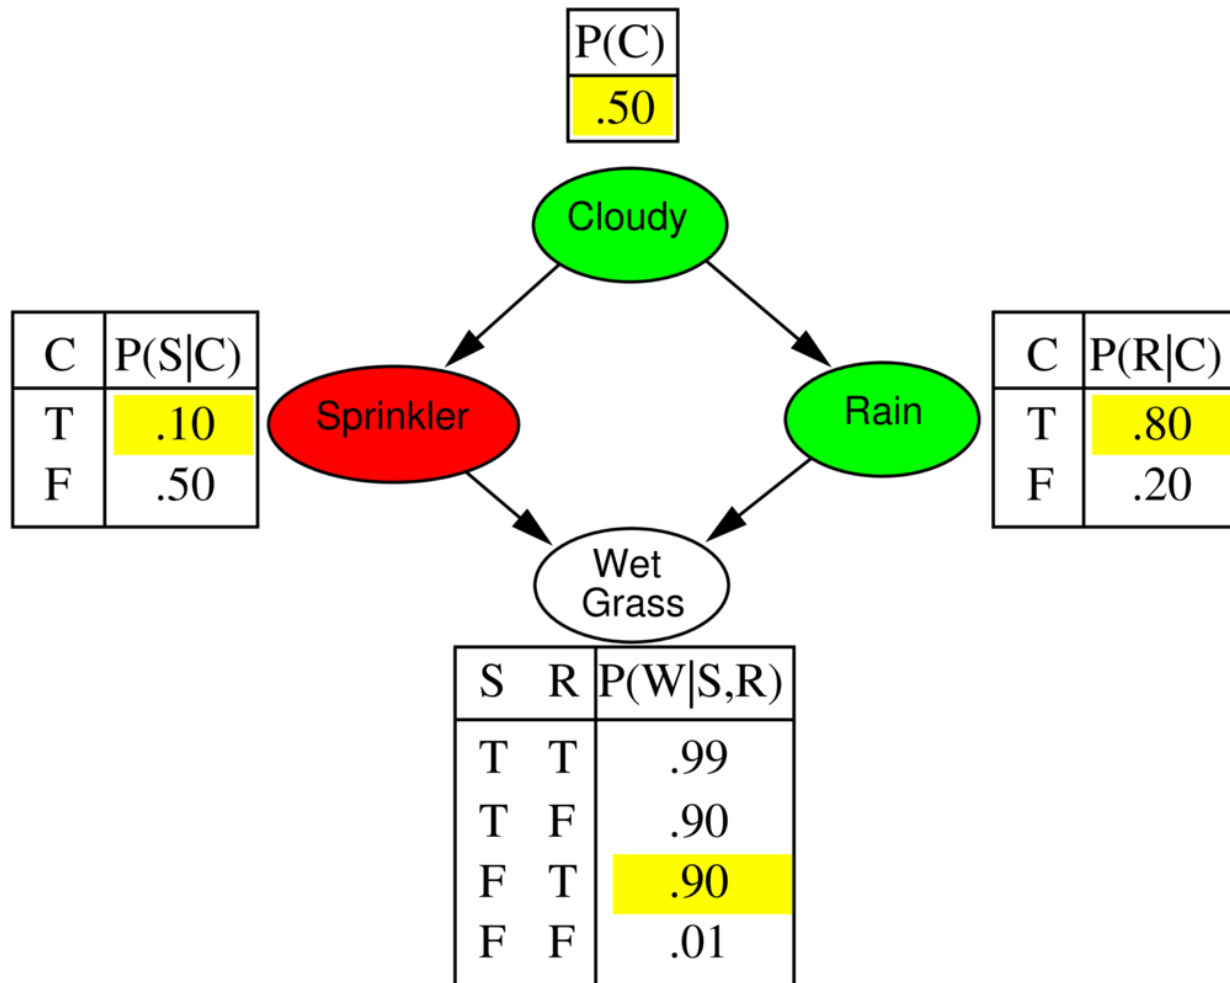 P(C)
.50
Cloudy
C P(S|C)
T .10
F .50
Sprinkler
Rain
C P(R|C)
T .80
F .20
Wet
Grass
S R P(W|S,R)
T T .99
T F .90
F T .90
F F .01